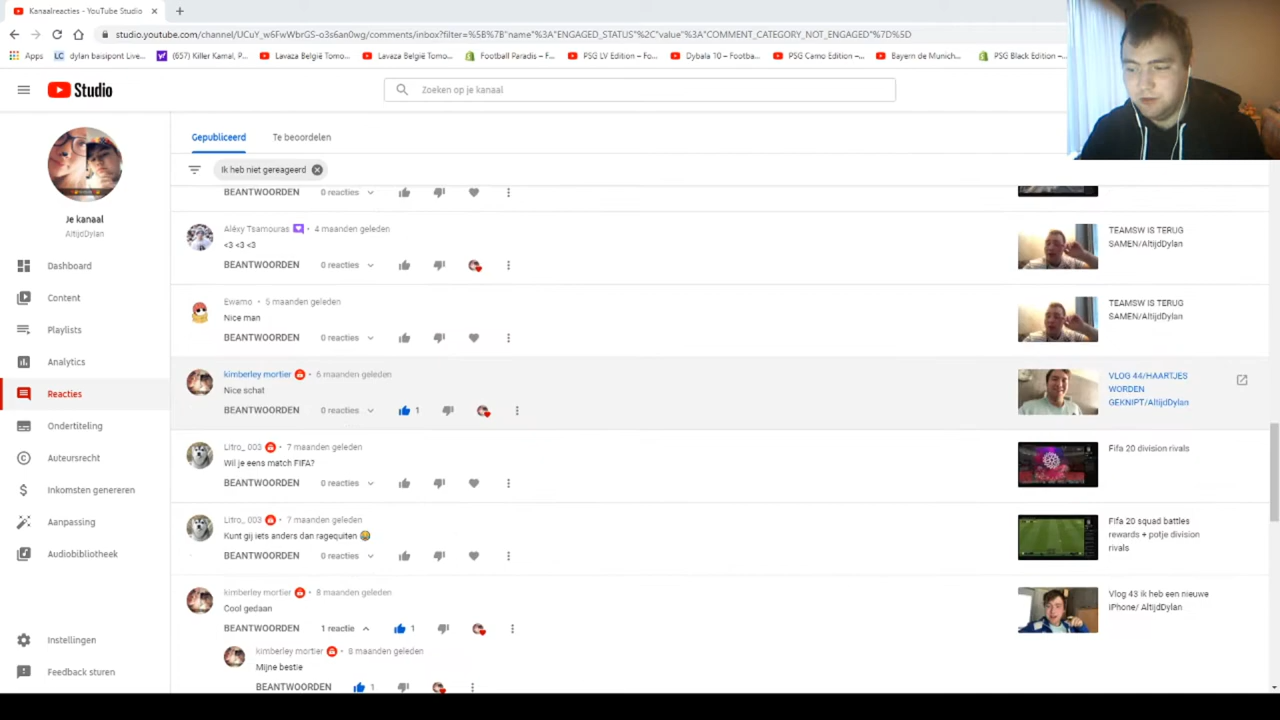 Kanaalreacties - YouTube Studio
studio.youtube.com/channel/UCuY_w6FwWbrGS-o3s6an0wg/comments/inbox?filter=%5B%7B"name"%3A"ENGAGED_STATUS"%2C"value"%3A"COMMENT_CATEGORY_NOT_ENGAGED"%7D%5D
Apps
dylan basispont Live...
(657) Killer Kamal, P...
Lavaza België Tomo...
Lavaza België Tomo...
Football Paradis – F...
PSG LV Edition – Fo...
Dybala 10 – Footba...
PSG Camo Edition –...
Bayern de Munich...
PSG Black Edition –...
Studio
Zoeken op je kanaal
Je kanaal
AltijdDylan
Dashboard
Content
Playlists
Analytics
Reacties
Ondertiteling
Auteursrecht
Inkomsten genereren
Aanpassing
Audiobibliotheek
Instellingen
Feedback sturen
Gepubliceerd
Te beoordelen
Ik heb niet gereageerd
BEANTWOORDEN 0 reacties
Aléxy Tsamouras • 4 maanden geleden
<3 <3 <3
BEANTWOORDEN 0 reacties
TEAMSW IS TERUG
SAMEN/AltijdDylan
Ewamo • 5 maanden geleden
Nice man
BEANTWOORDEN 0 reacties
TEAMSW IS TERUG
SAMEN/AltijdDylan
kimberley mortier • 6 maanden geleden
Nice schat
BEANTWOORDEN 0 reacties 1
VLOG 44/HAARTJES
WORDEN
GEKNIPT/AltijdDylan
Litro_ 003 • 7 maanden geleden
Wil je eens match FIFA?
BEANTWOORDEN 0 reacties
Fifa 20 division rivals
Litro_ 003 • 7 maanden geleden
Kunt gij iets anders dan ragequiten 😂
BEANTWOORDEN 0 reacties
Fifa 20 squad battles
rewards + potje division
rivals
kimberley mortier • 8 maanden geleden
Cool gedaan
BEANTWOORDEN 1 reactie 1
Vlog 43 ik heb een nieuwe
iPhone/ AltijdDylan
kimberley mortier • 8 maanden geleden
Mijne bestie
BEANTWOORDEN 1